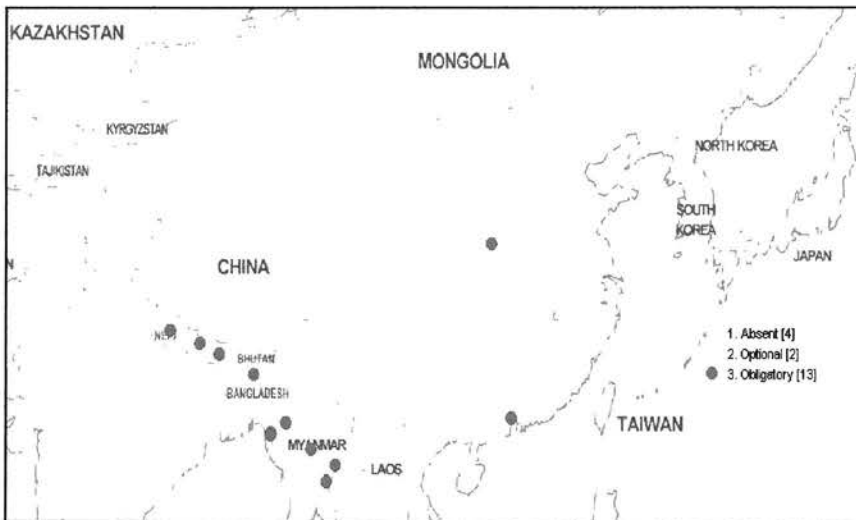 KAZAKHSTAN
MONGOLIA
KYRGYZSTAN
NORTH KOREA
TAJIKISTAN
SOUTH
KOREA
JAPAN
N
CHINA
1. Absent [4]
2. Optional [2]
3. Obligatory [13]
BHUTAN
BANGLADESH
TAIWAN
MYANMAR
LAOS